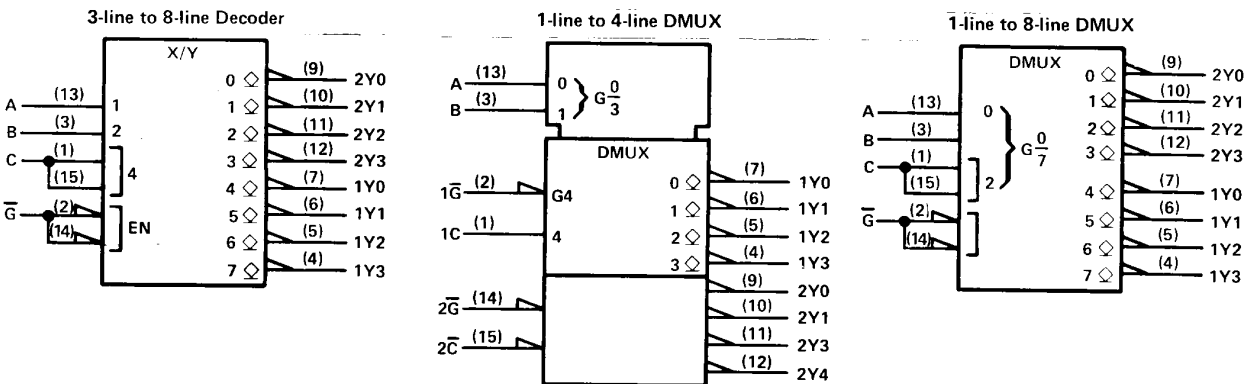 3-line to 8-line Decoder
X/Y
A (13) 1
B (3) 2
C (1)
(15) 4
G̅ (2)
(14) EN
0 (9) 2Y0
1 (10) 2Y1
2 (11) 2Y2
3 (12) 2Y3
4 (7) 1Y0
5 (6) 1Y1
6 (5) 1Y2
7 (4) 1Y3
1-line to 4-line DMUX
A (13) 0
B (3) 1
G 0/3
DMUX
1G̅ (2) G4
1C (1) 4
0 (7) 1Y0
1 (6) 1Y1
2 (5) 1Y2
3 (4) 1Y3
2G̅ (14)
2C̅ (15)
(9) 2Y0
(10) 2Y1
(11) 2Y3
(12) 2Y4
1-line to 8-line DMUX
DMUX
A (13) 0
B (3)
C (1)
(15) 2
G 0/7
G̅ (2)
(14)
0 (9) 2Y0
1 (10) 2Y1
2 (11) 2Y2
3 (12) 2Y3
4 (7) 1Y0
5 (6) 1Y1
6 (5) 1Y2
7 (4) 1Y3